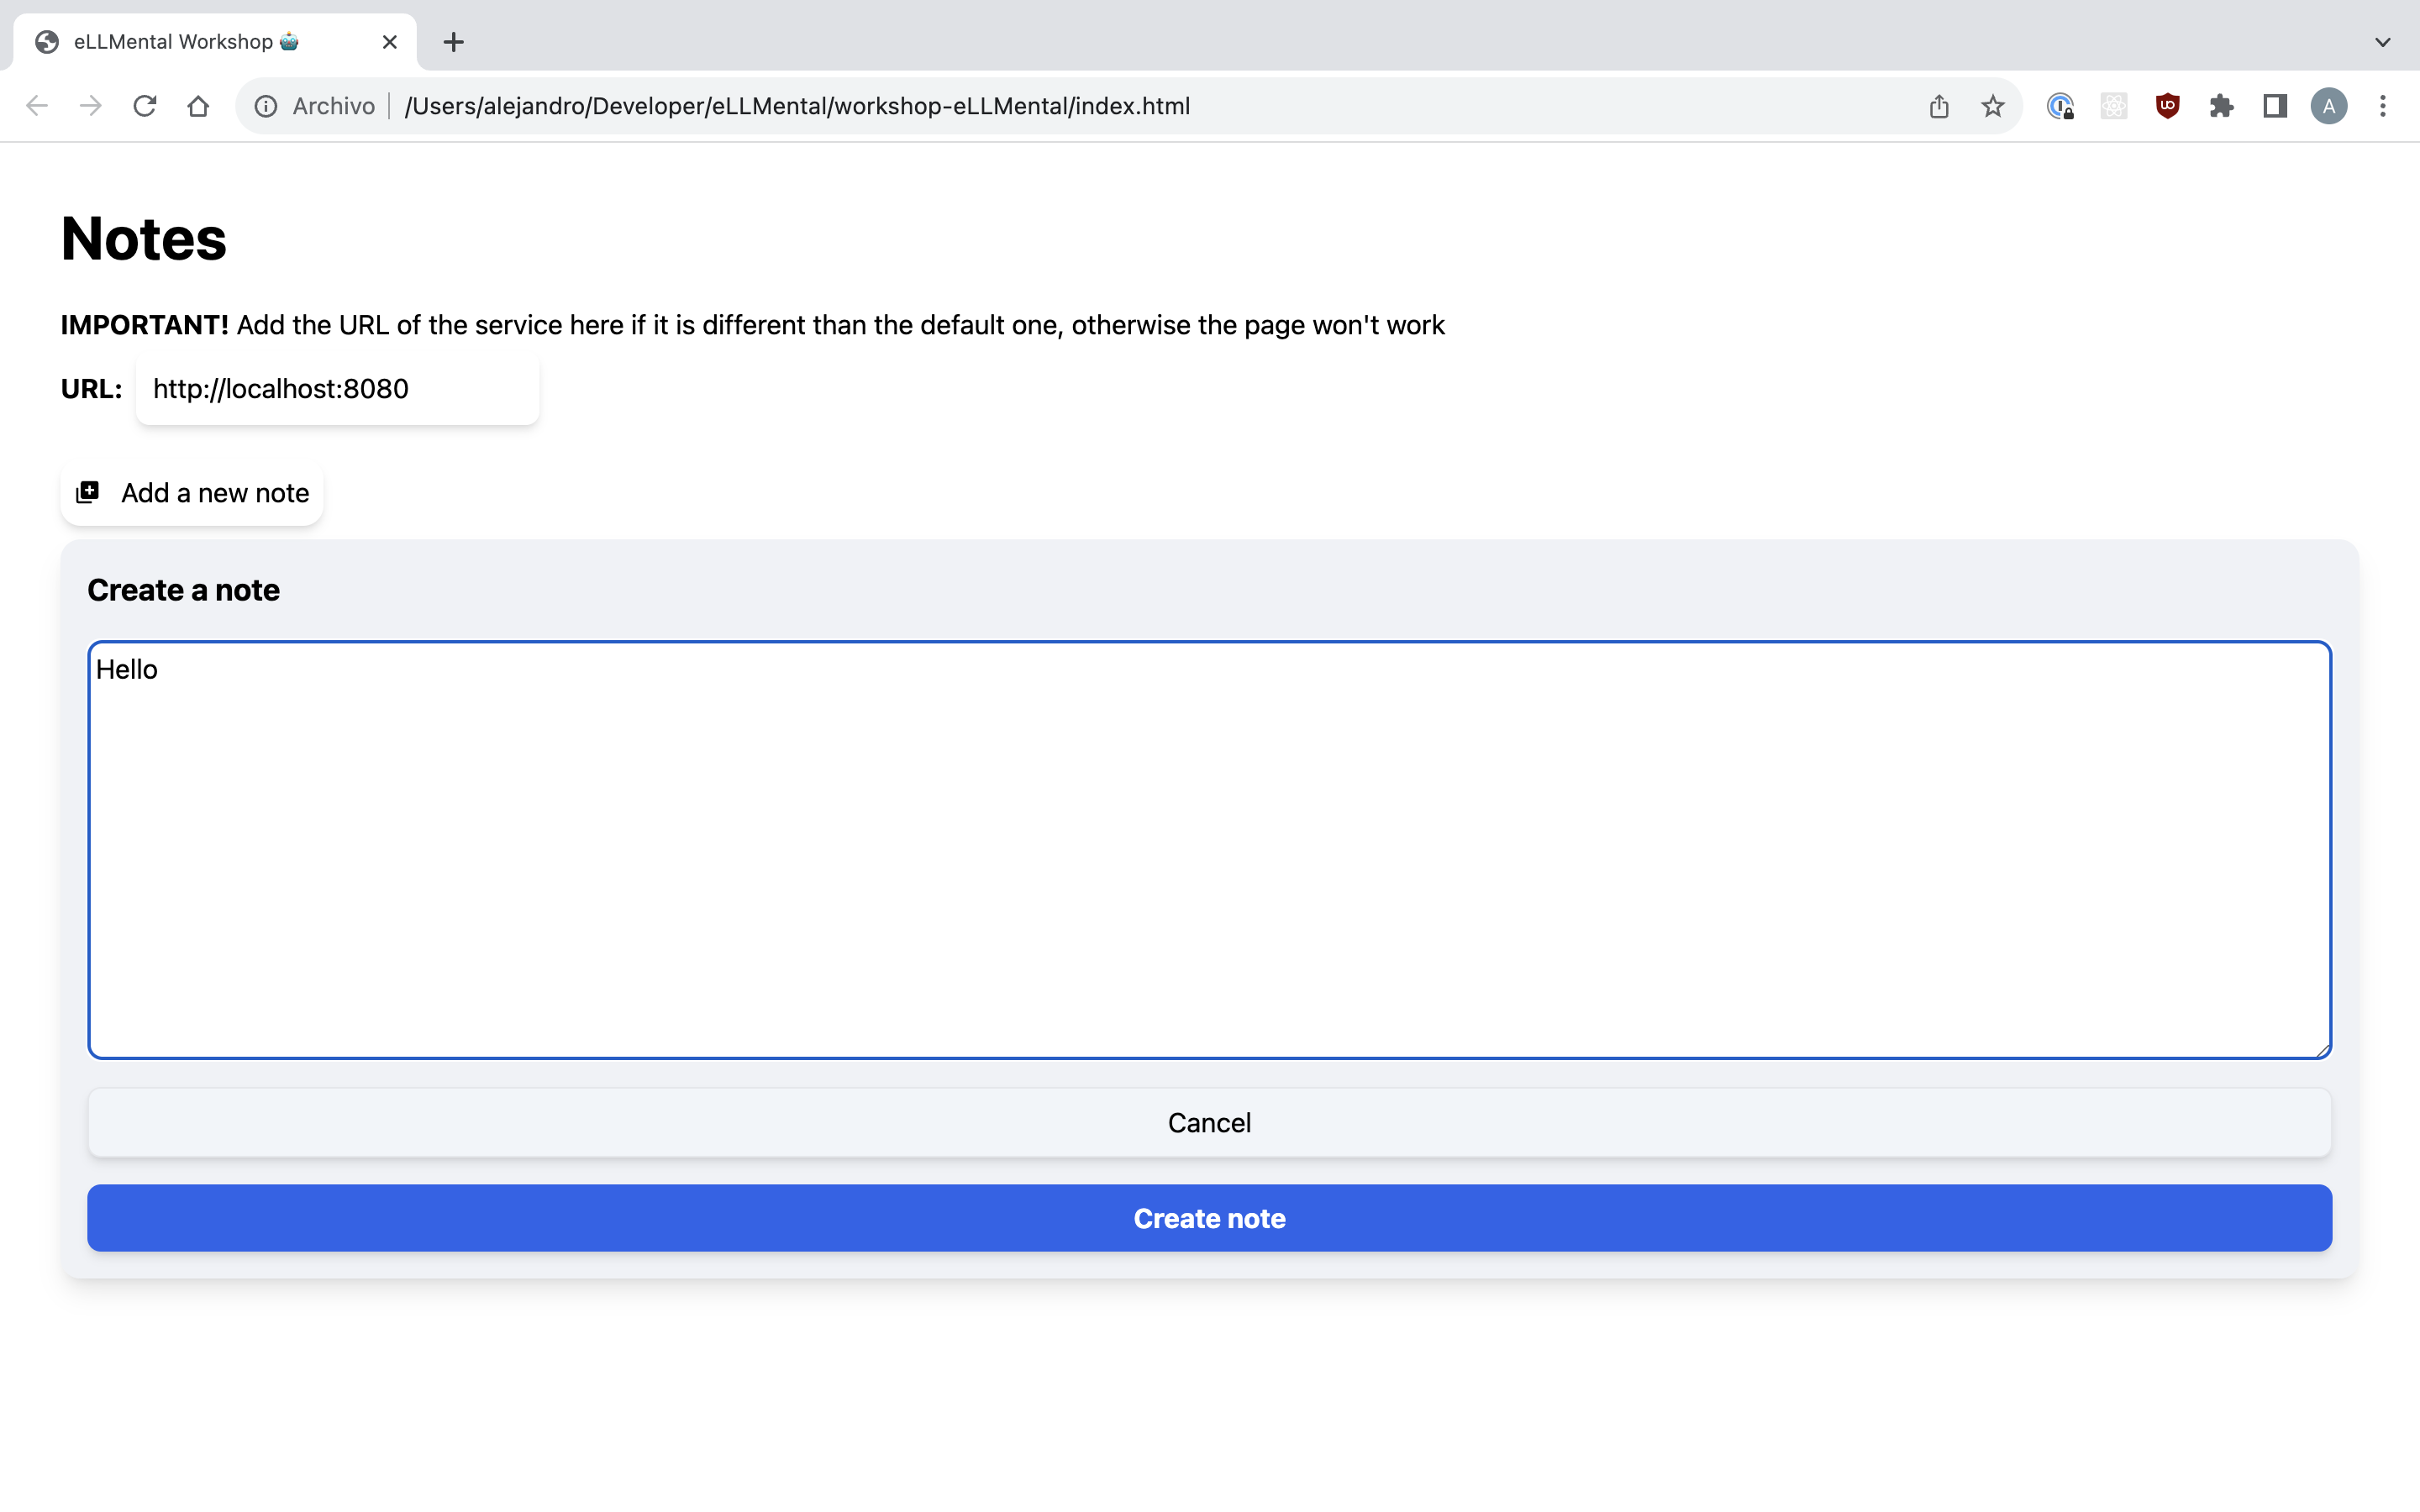 eLLMental Workshop 🤖
Archivo | /Users/alejandro/Developer/eLLMental/workshop-eLLMental/index.html
A
Notes
IMPORTANT! Add the URL of the service here if it is different than the default one, otherwise the page won't work
URL: http://localhost:8080
Add a new note
Create a note
Hello
Cancel
Create note